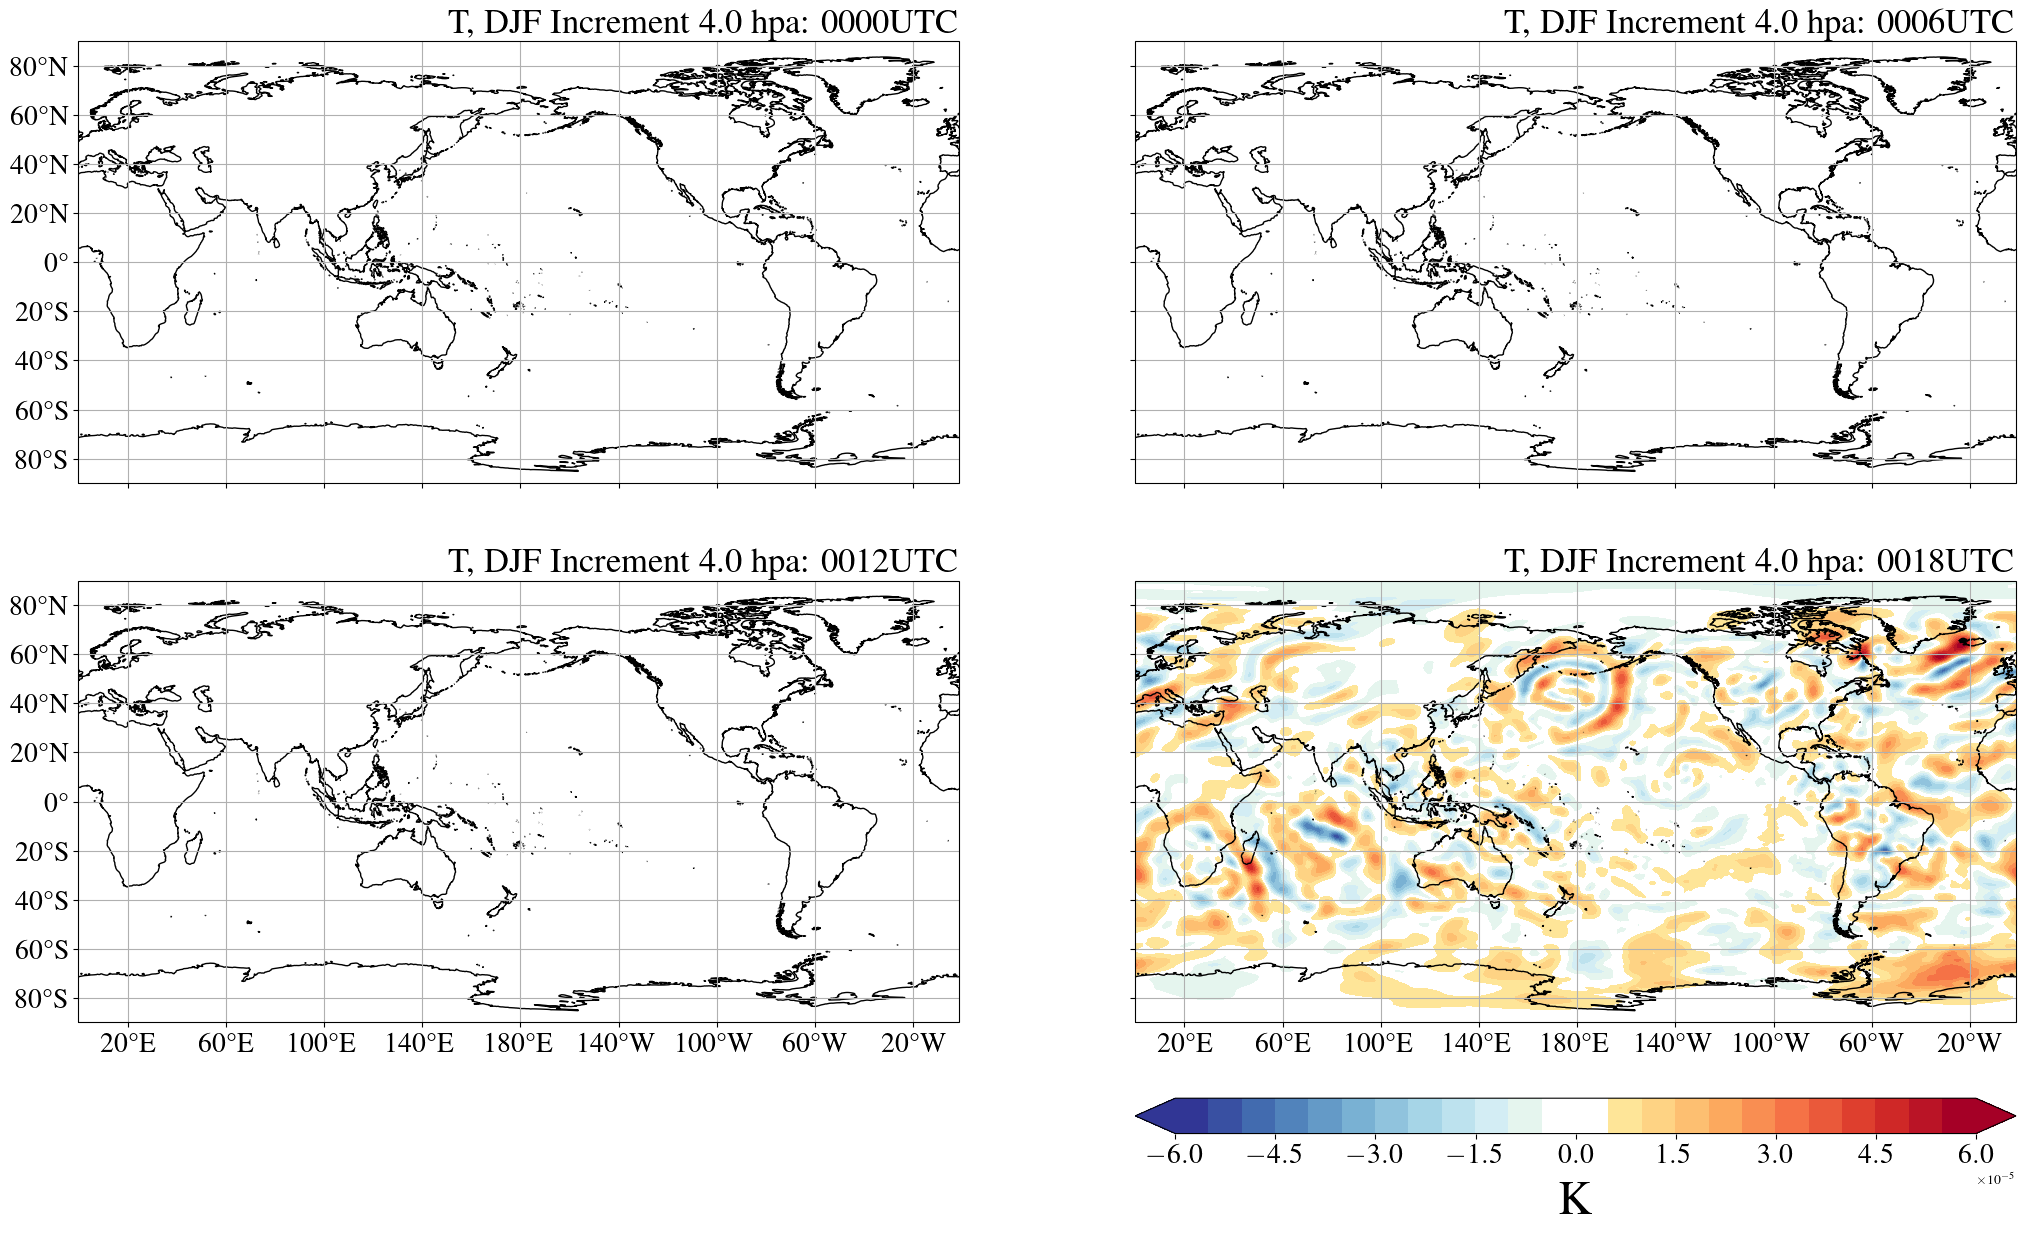 T, DJF Increment 4.0 hpa: 0000UTC
T, DJF Increment 4.0 hpa: 0006UTC
80°N
60°N
40°N
20°N
0°
20°S
40°S
60°S
80°S
T, DJF Increment 4.0 hpa: 0012UTC
T, DJF Increment 4.0 hpa: 0018UTC
80°N
60°N
40°N
20°N
0°
20°S
40°S
60°S
80°S
20°E 60°E 100°E 140°E 180°E 140°W 100°W 60°W 20°W
20°E 60°E 100°E 140°E 180°E 140°W 100°W 60°W 20°W
−6.0 −4.5 −3.0 −1.5 0.0 1.5 3.0 4.5 6.0
×10⁻⁵
K